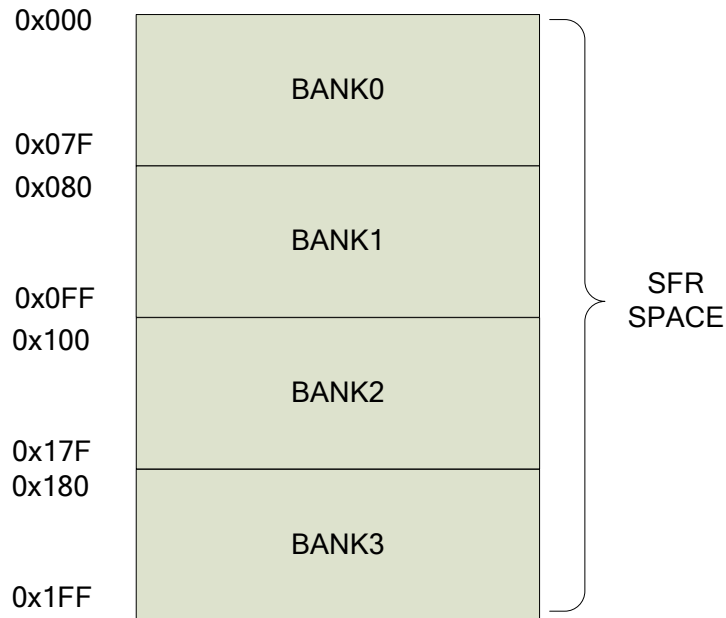 0x000
BANK0
0x07F
0x080
BANK1
0x0FF
0x100
BANK2
0x17F
0x180
BANK3
0x1FF
SFR
SPACE